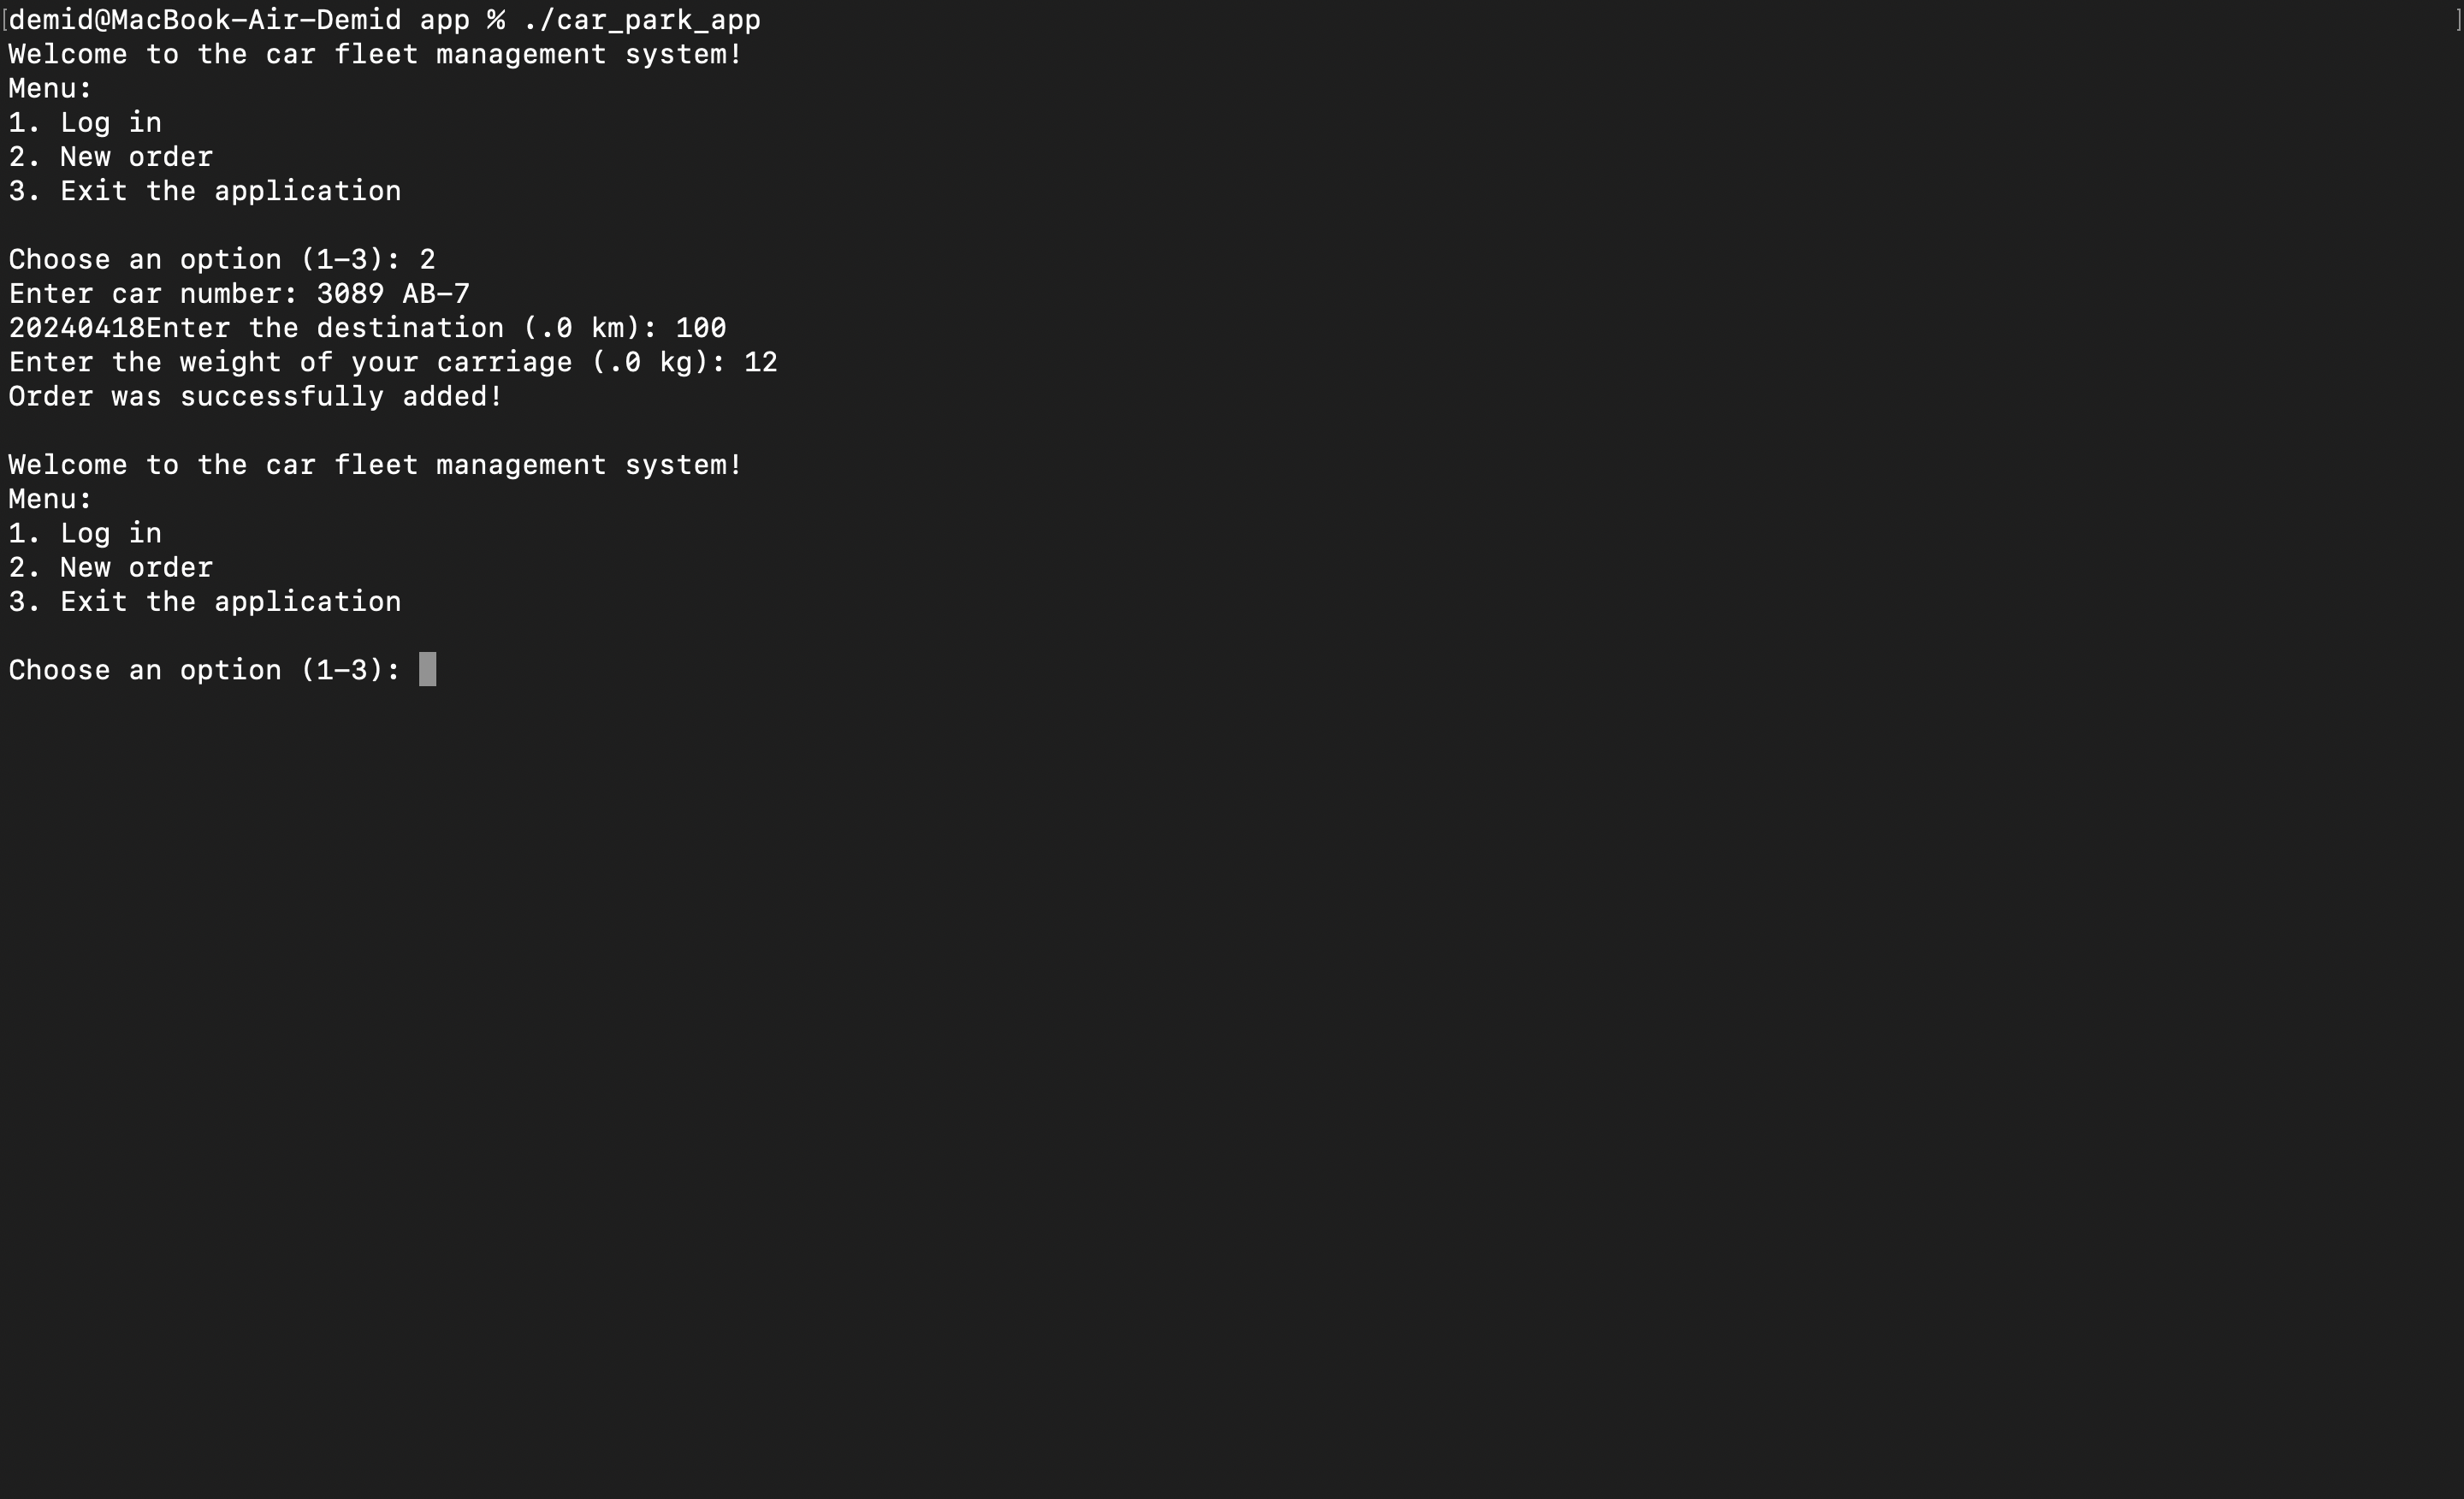 [demid@MacBook-Air-Demid app % ./car_park_app ]
Welcome to the car fleet management system!
Menu:
1. Log in
2. New order
3. Exit the application
Choose an option (1-3): 2
Enter car number: 3089 AB-7
20240418Enter the destination (.0 km): 100
Enter the weight of your carriage (.0 kg): 12
Order was successfully added!
Welcome to the car fleet management system!
Menu:
1. Log in
2. New order
3. Exit the application
Choose an option (1-3):